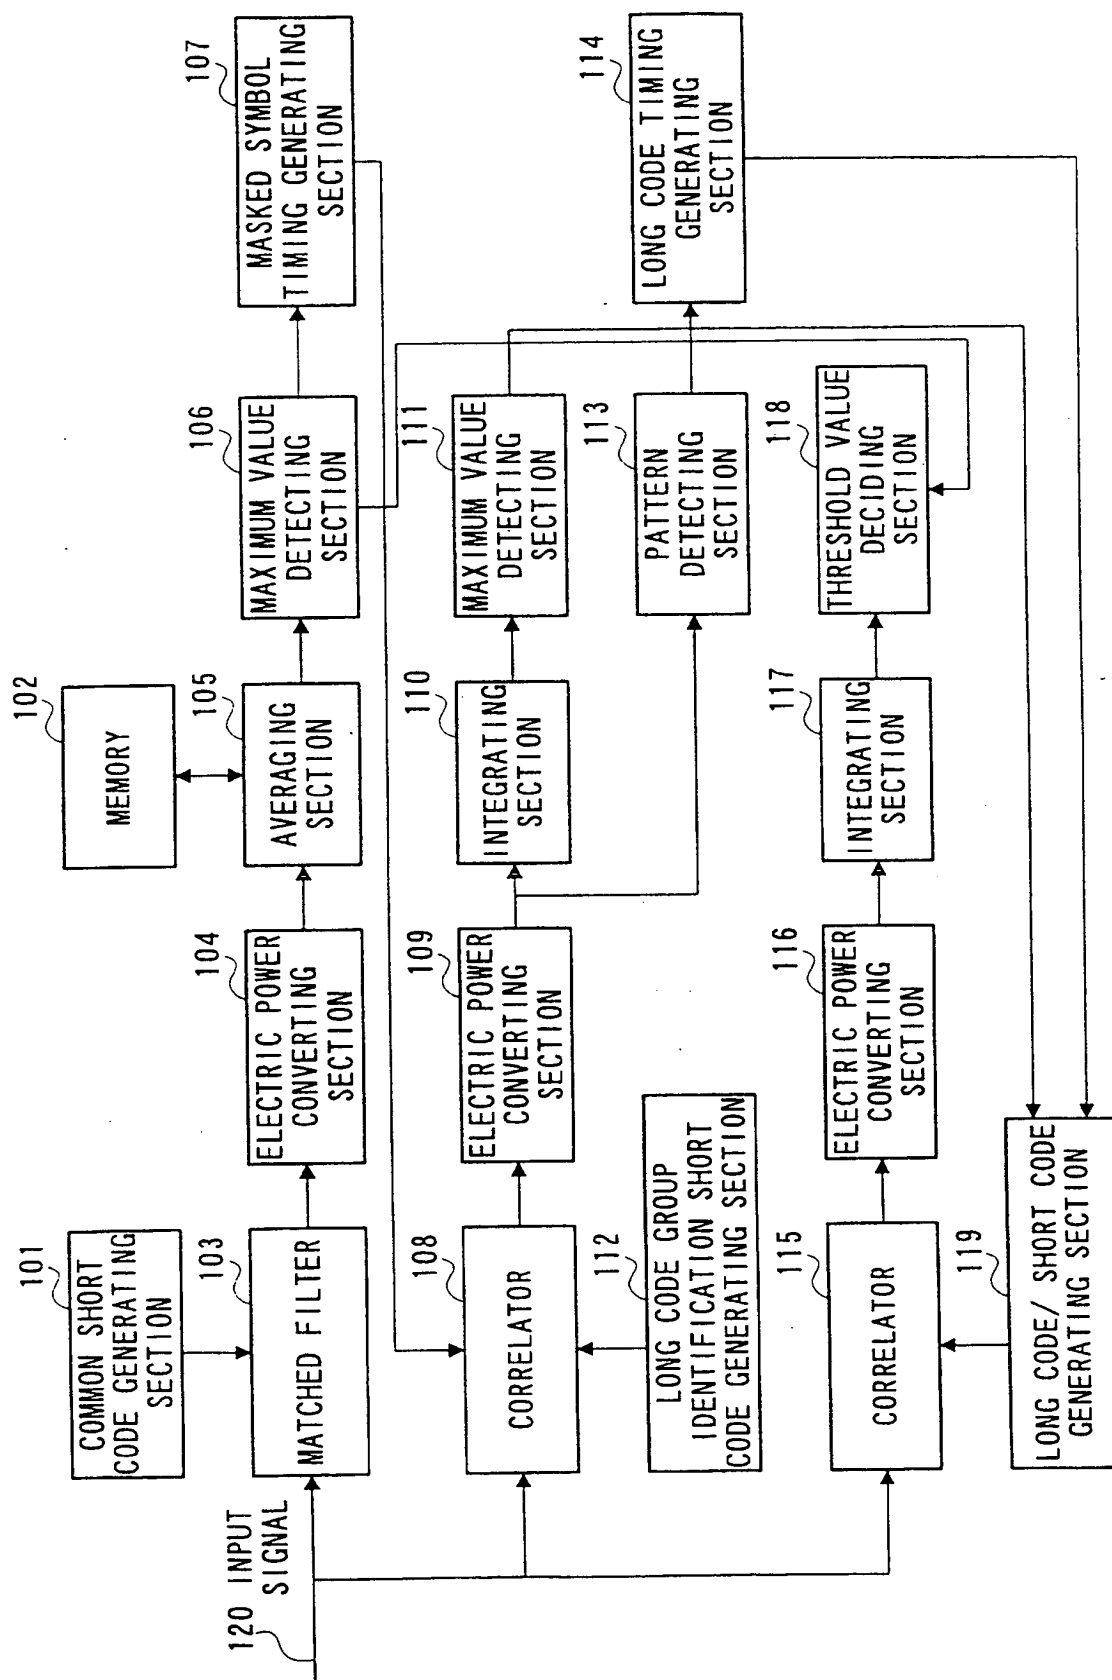 101
COMMON SHORT
CODE GENERATING
SECTION
102
MEMORY
103
MATCHED FILTER
104
ELECTRIC POWER
CONVERTING
SECTION
105
AVERAGING
SECTION
106
MAXIMUM VALUE
DETECTING
SECTION
107
MASKED SYMBOL
TIMING GENERATING
SECTION
120 INPUT
SIGNAL
108
CORRELATOR
109
ELECTRIC POWER
CONVERTING
SECTION
110
INTEGRATING
SECTION
111
MAXIMUM VALUE
DETECTING
SECTION
112
LONG CODE GROUP
IDENTIFICATION SHORT
CODE GENERATING SECTION
113
PATTERN
DETECTING
SECTION
114
LONG CODE TIMING
GENERATING
SECTION
115
CORRELATOR
116
ELECTRIC POWER
CONVERTING
SECTION
117
INTEGRATING
SECTION
118
THRESHOLD VALUE
DECIDING
SECTION
119
LONG CODE/ SHORT CODE
GENERATING SECTION